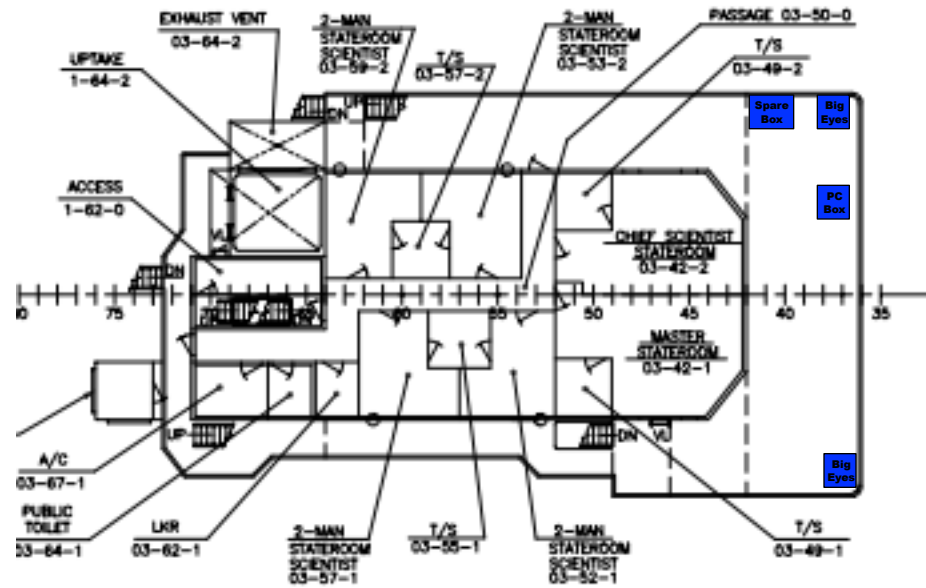 EXHAUST VENT
03-64-2
2-MAN
STATEROOM
SCIENTIST
03-59-2
T/S
03-57-2
2-MAN
STATEROOM
SCIENTIST
03-53-2
PASSAGE 03-50-0
T/S
03-49-2
UPTAKE
1-64-2
UP
DN
Spare
Box
Big
Eyes
PC
Box
ACCESS
1-62-0
VL
DN
CHIEF SCIENTIST
STATEROOM
03-42-2
75
60
55
50
45
40
35
MASTER
STATEROOM
03-42-1
UP
DN
VL
Big
Eyes
A/C
03-67-1
PUBLIC
TOILET
03-64-1
LKR
03-62-1
2-MAN
STATEROOM
SCIENTIST
03-57-1
T/S
03-55-1
2-MAN
STATEROOM
SCIENTIST
03-52-1
T/S
03-49-1